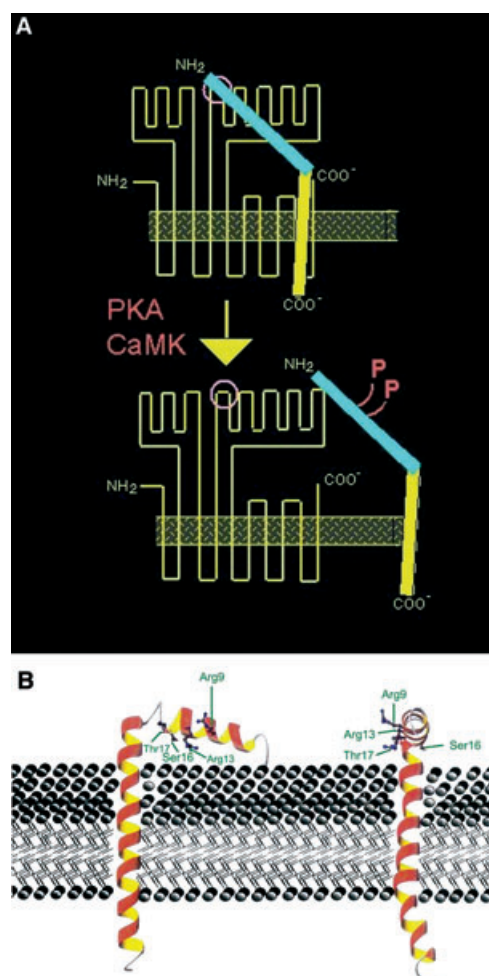 A
NH2
NH2
COO-
COO-
PKA
CaMK
NH2
P
P
NH2
COO-
COO-
B
Arg9
Thr17
Ser16
Arg13
Arg9
Arg13
Thr17
Ser16